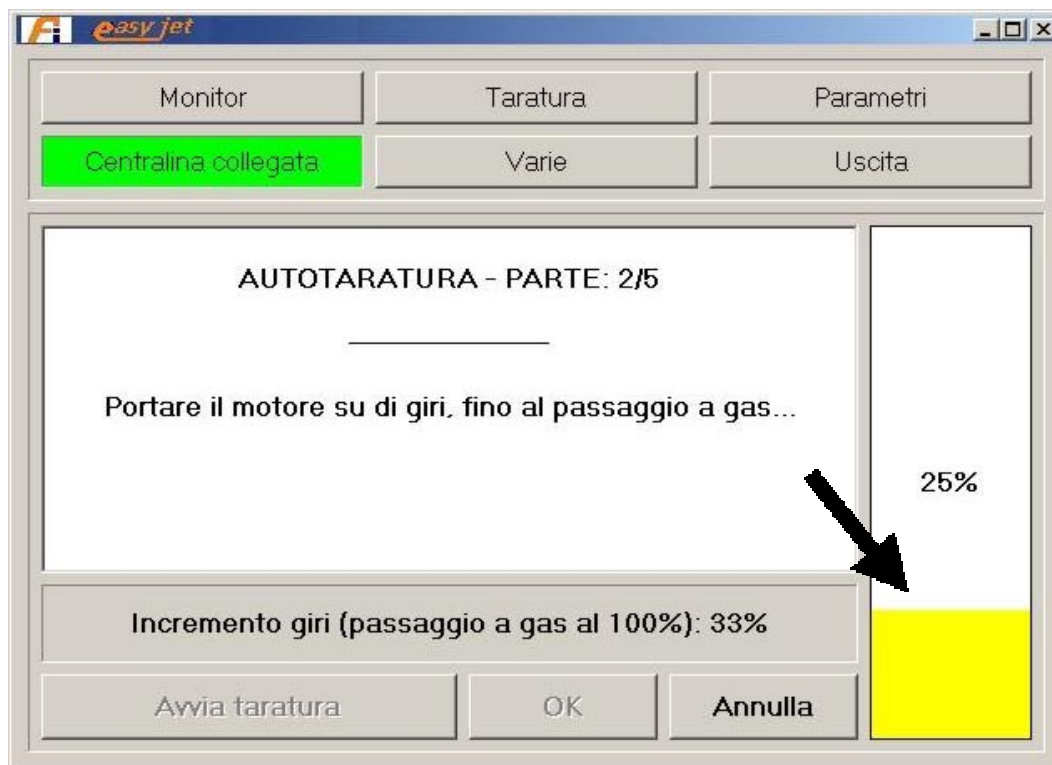 easy jet
Monitor
Taratura
Parametri
Centralina collegata
Varie
Uscita
AUTOTARATURA - PARTE: 2/5
Portare il motore su di giri, fino al passaggio a gas...
25%
Incremento giri (passaggio a gas al 100%): 33%
Avvia taratura
OK
Annulla